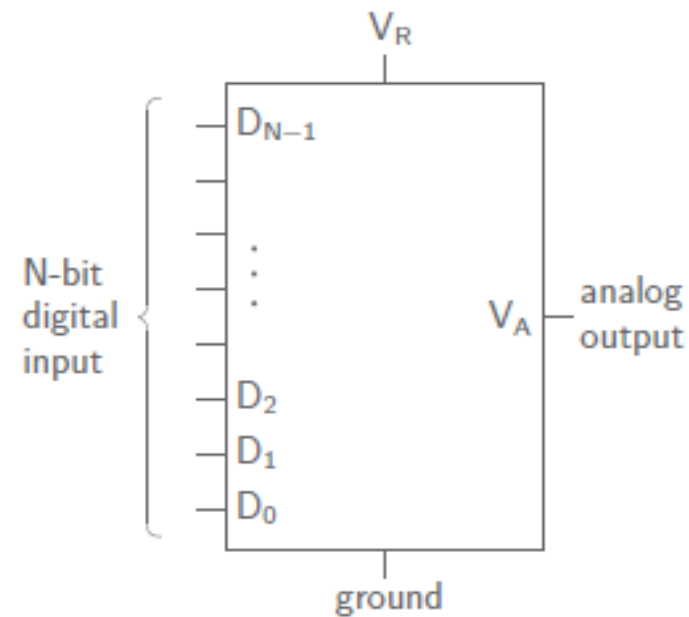 V_R
D_{N−1}
N-bit
digital
input
⋮
V_A
analog
output
D_2
D_1
D_0
ground